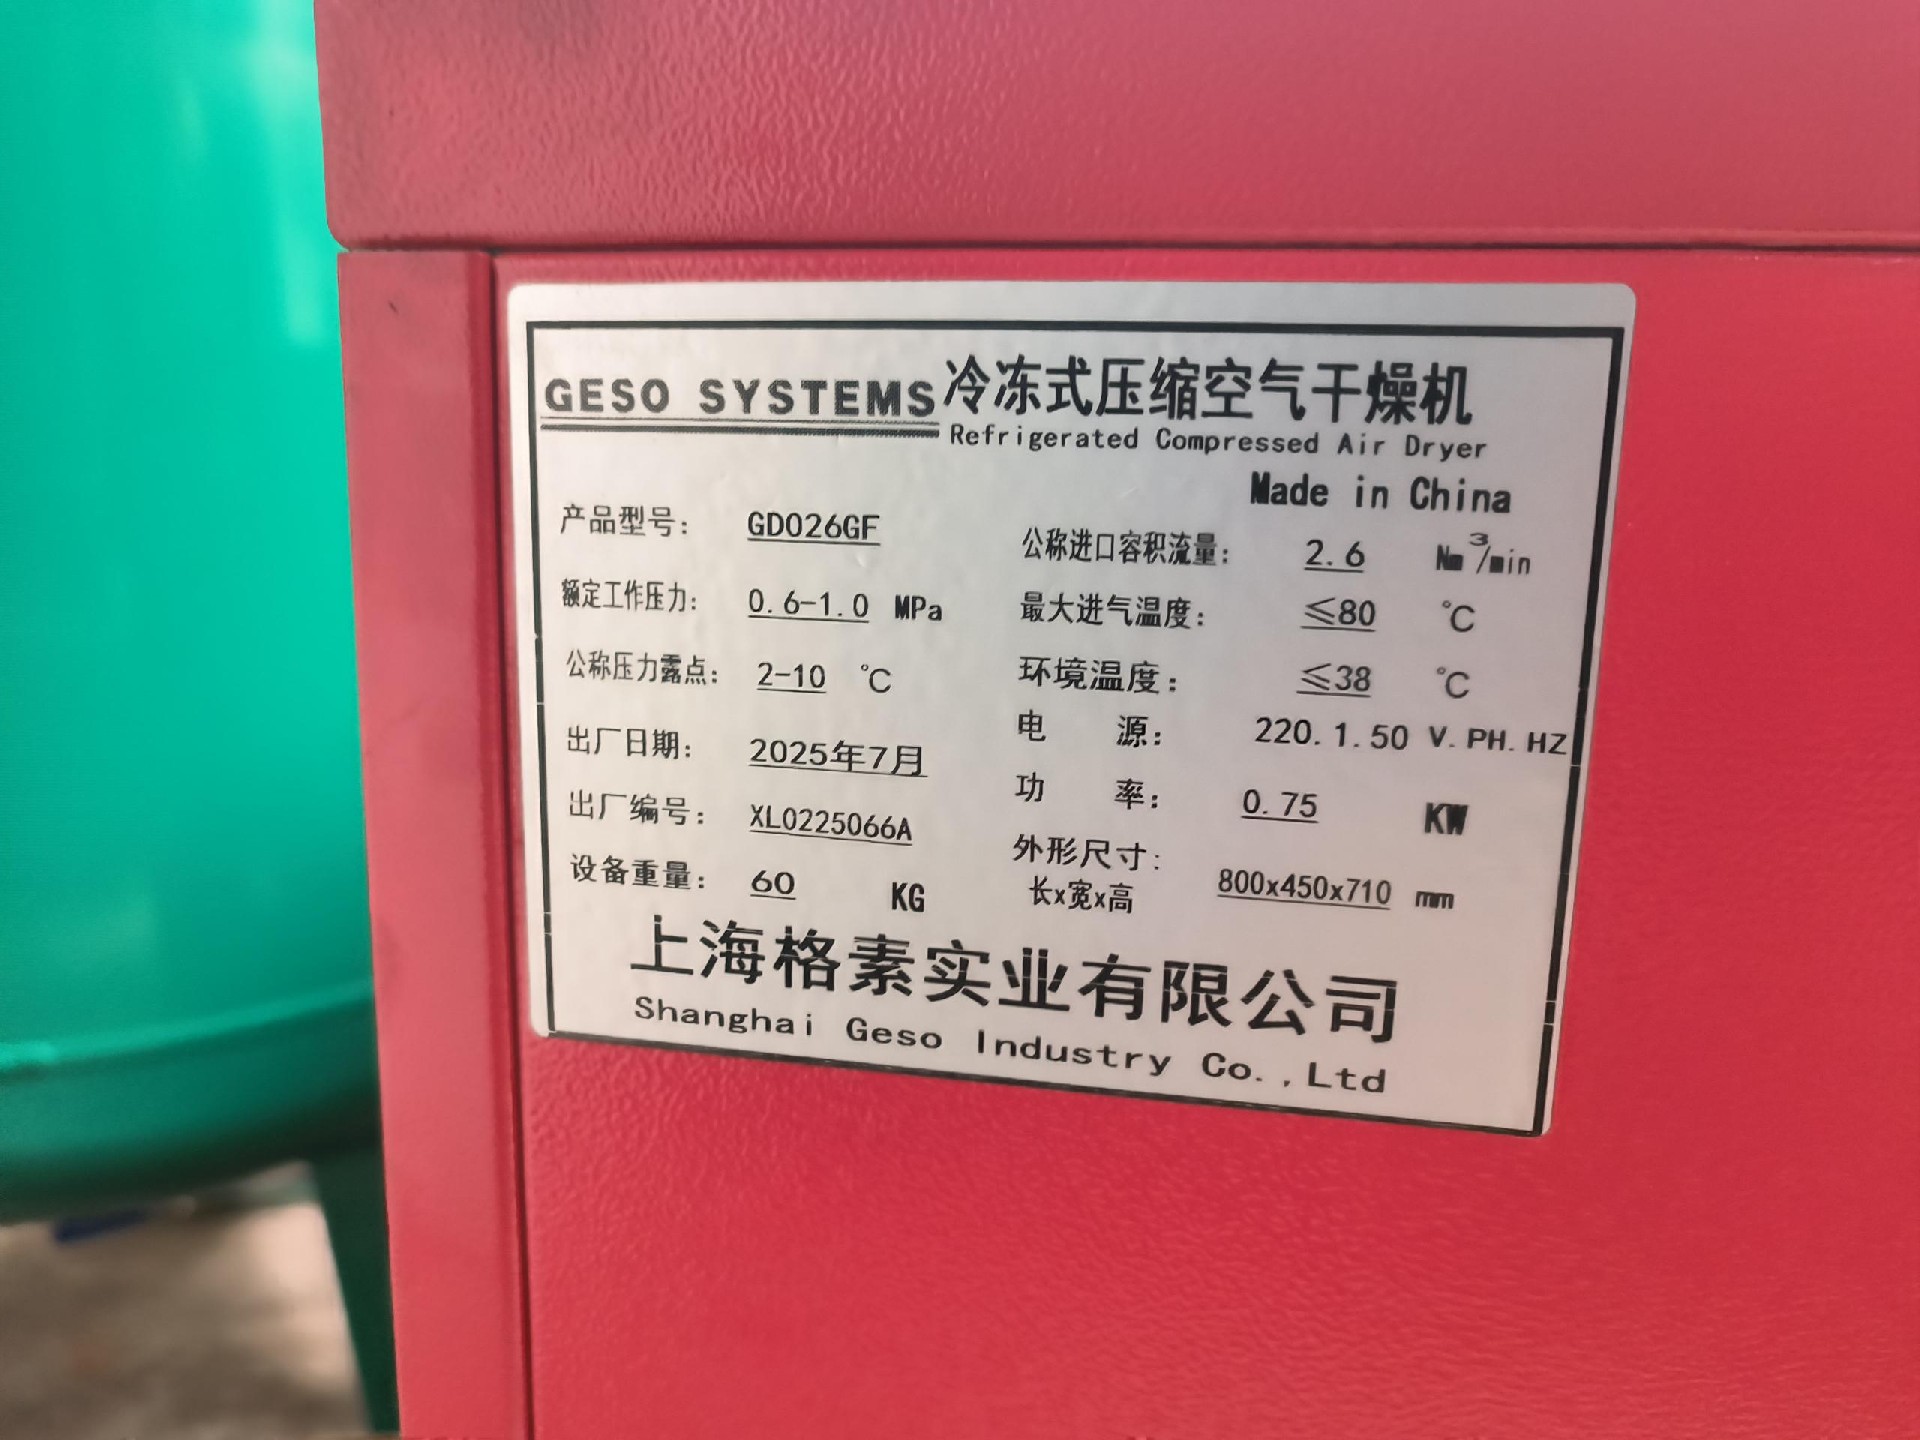 GESO SYSTEMS 冷冻式压缩空气干燥机
Refrigerated Compressed Air Dryer
Made in China
产品型号: GD026GF
额定工作压力: 0.6-1.0 MPa
公称压力露点: 2-10 ℃
出厂日期: 2025年7月
出厂编号: XL0225066A
设备重量: 60 KG
公称进口容积流量: 2.6 Nm³/min
最大进气温度: ≤80 ℃
环境温度: ≤38 ℃
电 源: 220.1.50 V.PH.HZ
功 率: 0.75 KW
外形尺寸:
长x宽x高 800x450x710 mm
上海格素实业有限公司
Shanghai Geso Industry Co.,Ltd